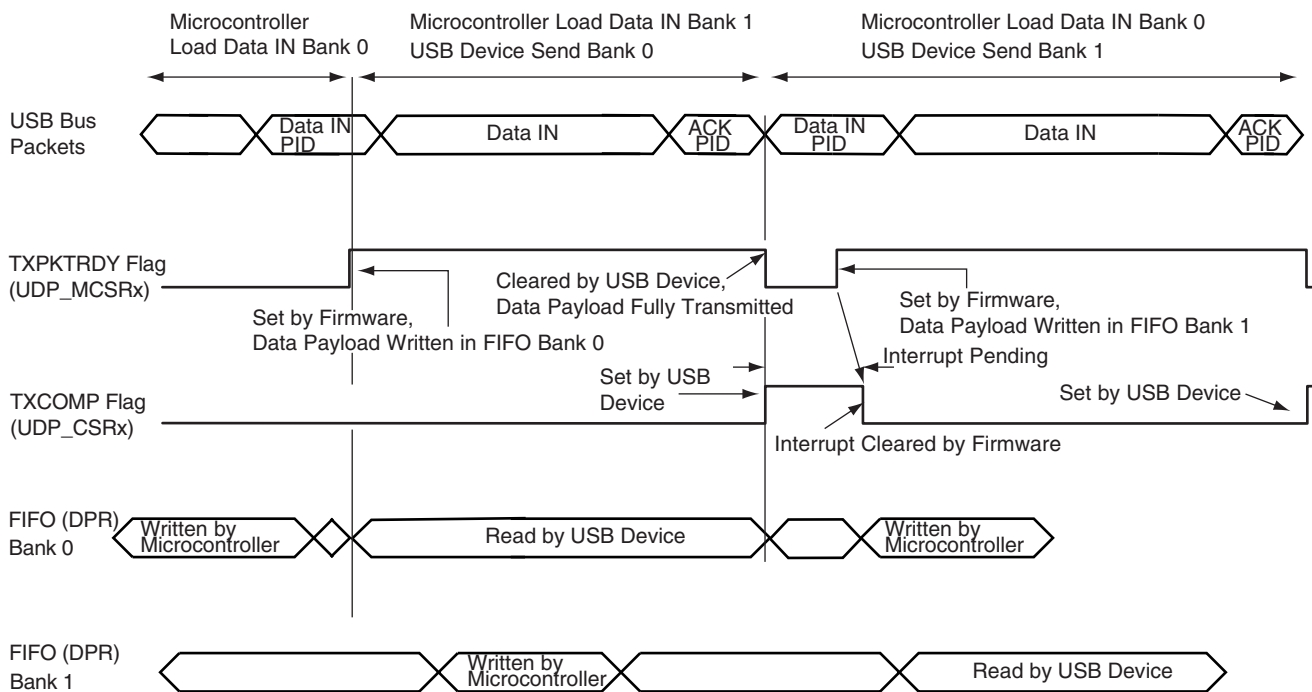 Microcontroller
Load Data IN Bank 0
Microcontroller Load Data IN Bank 1
USB Device Send Bank 0
Microcontroller Load Data IN Bank 0
USB Device Send Bank 1
USB Bus
Packets
Data IN
PID
Data IN
ACK
PID
Data IN
PID
Data IN
ACK
PID
TXPKTRDY Flag
(UDP_MCSRx)
Set by Firmware,
Data Payload Written in FIFO Bank 0
Cleared by USB Device,
Data Payload Fully Transmitted
Set by Firmware,
Data Payload Written in FIFO Bank 1
Interrupt Pending
Set by USB
Device
TXCOMP Flag
(UDP_CSRx)
Set by USB Device
Interrupt Cleared by Firmware
FIFO (DPR)
Bank 0
Written by
Microcontroller
Read by USB Device
Written by
Microcontroller
FIFO (DPR)
Bank 1
Written by
Microcontroller
Read by USB Device